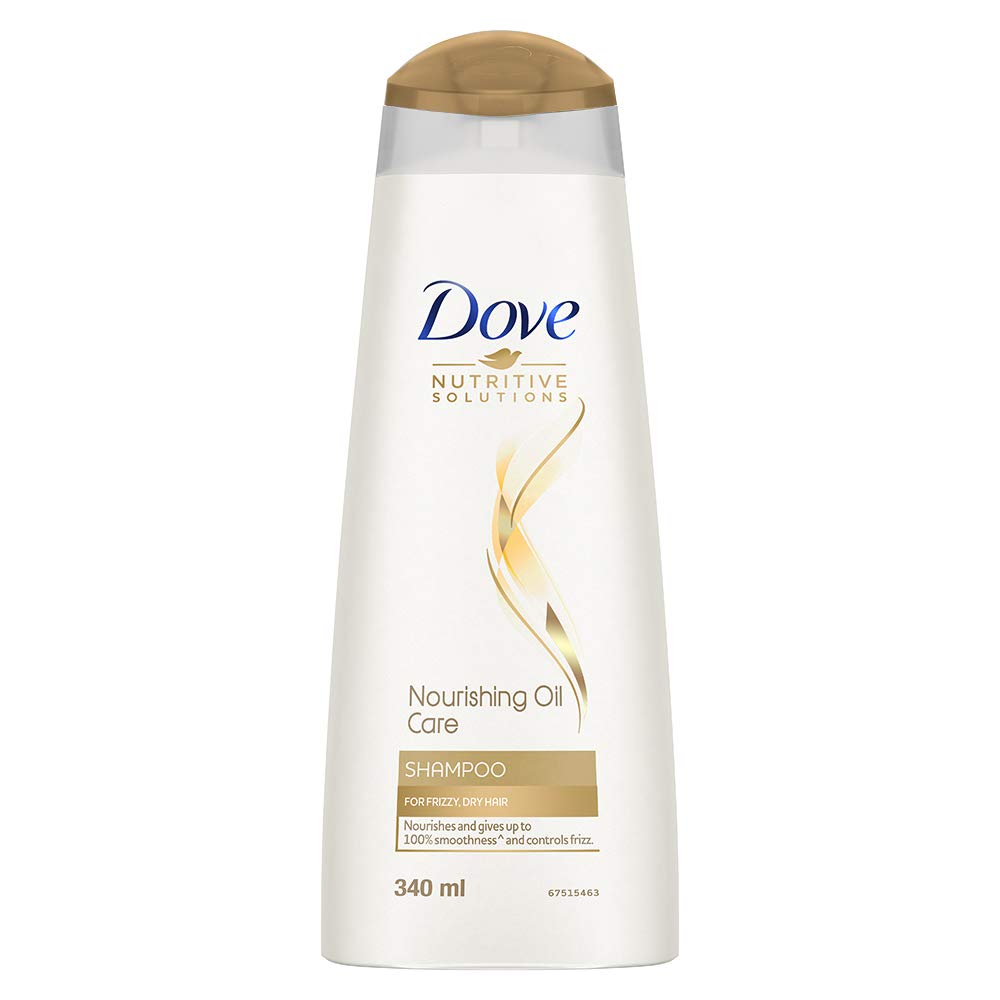 Dove
NUTRITIVE
SOLUTIONS
Nourishing Oil
Care
SHAMPOO
FOR FRIZZY, DRY HAIR
Nourishes and gives up to
100% smoothness^ and controls frizz.
340 ml
67515463